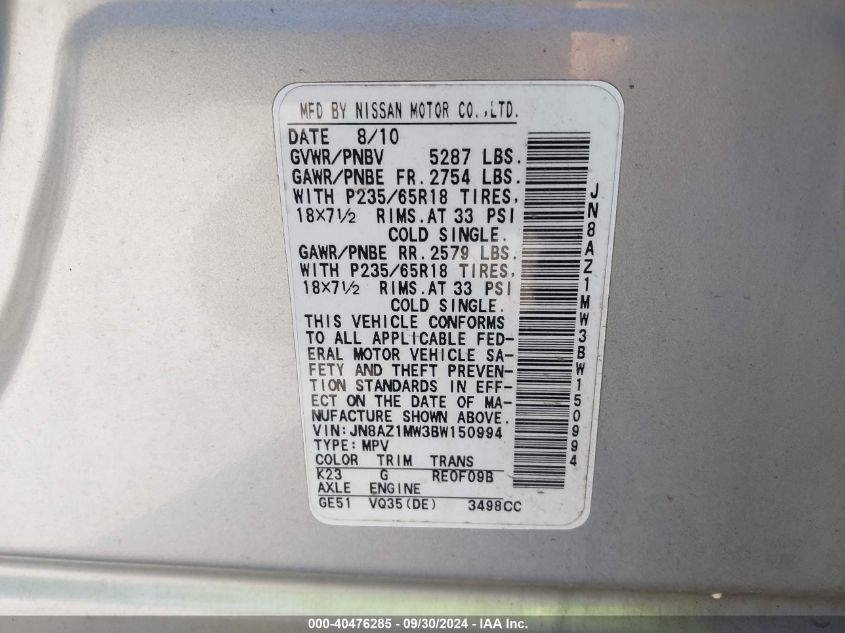 MFD BY NISSAN MOTOR CO.,LTD.
DATE 8/10
GVWR/PNBV 5287 LBS.
GAWR/PNBE FR. 2754 LBS.
WITH P235/65R18 TIRES,
18×7½ RIMS. AT 33 PSI
COLD SINGLE.
GAWR/PNBE RR. 2579 LBS.
WITH P235/65R18 TIRES,
18×7½ RIMS. AT 33 PSI
COLD SINGLE.
THIS VEHICLE CONFORMS
TO ALL APPLICABLE FED-
ERAL MOTOR VEHICLE SA-
FETY AND THEFT PREVEN-
TION STANDARDS IN EFF-
ECT ON THE DATE OF MA-
NUFACTURE SHOWN ABOVE.
VIN: JN8AZ1MW3BW150994
TYPE: MPV
COLOR TRIM TRANS
K23 G RE0F09B
AXLE ENGINE
GE51 VQ35(DE) 3498CC
JN8AZ1MW3BW150994
000-40476285 - 09/30/2024 - IAA Inc.